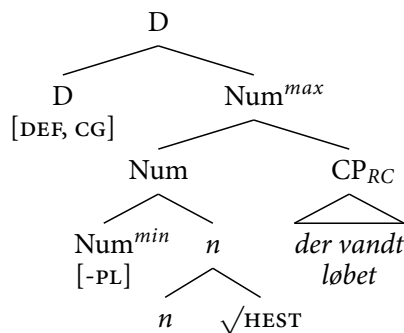 D
D Num^max
[DEF, CG]
Num CP_RC
Num^min n der vandt
[-PL] løbet
n √HEST